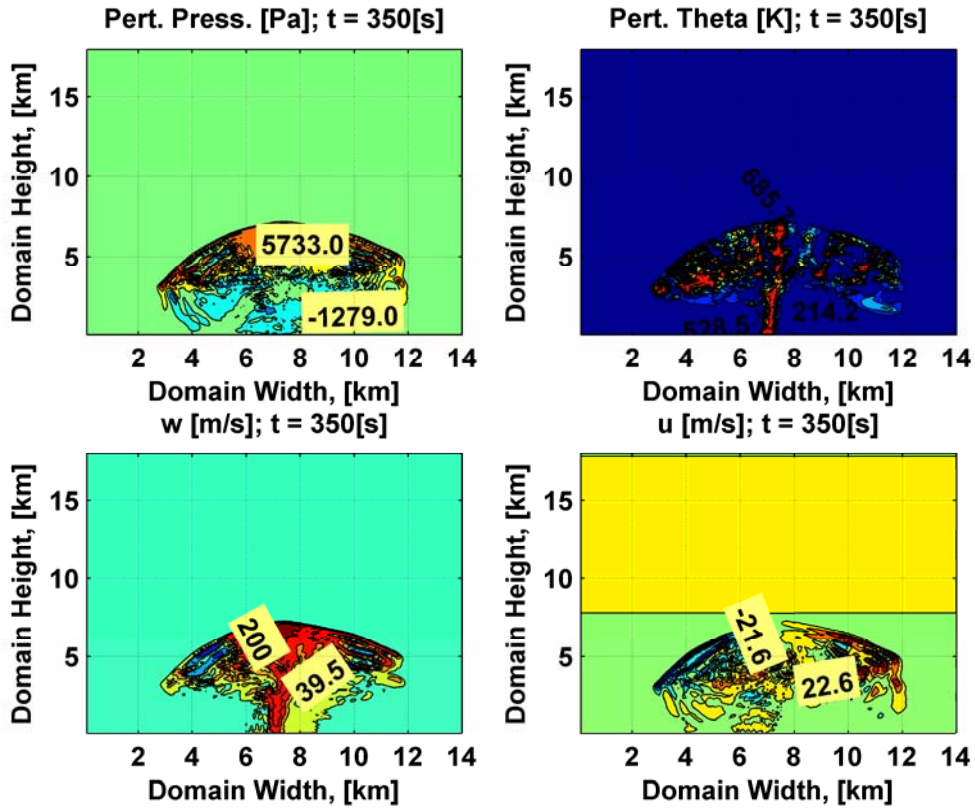 Pert. Press. [Pa]; t = 350[s]
Pert. Theta [K]; t = 350[s]
Domain Height, [km]
15
10
5
5733.0
-1279.0
2 4 6 8 10 12 14
Domain Width, [km]
Domain Height, [km]
15
10
5
685.7
528.5
214.2
2 4 6 8 10 12 14
Domain Width, [km]
w [m/s]; t = 350[s]
u [m/s]; t = 350[s]
Domain Height, [km]
15
10
5
200
39.5
2 4 6 8 10 12 14
Domain Width, [km]
Domain Height, [km]
15
10
5
-21.6
22.6
2 4 6 8 10 12 14
Domain Width, [km]